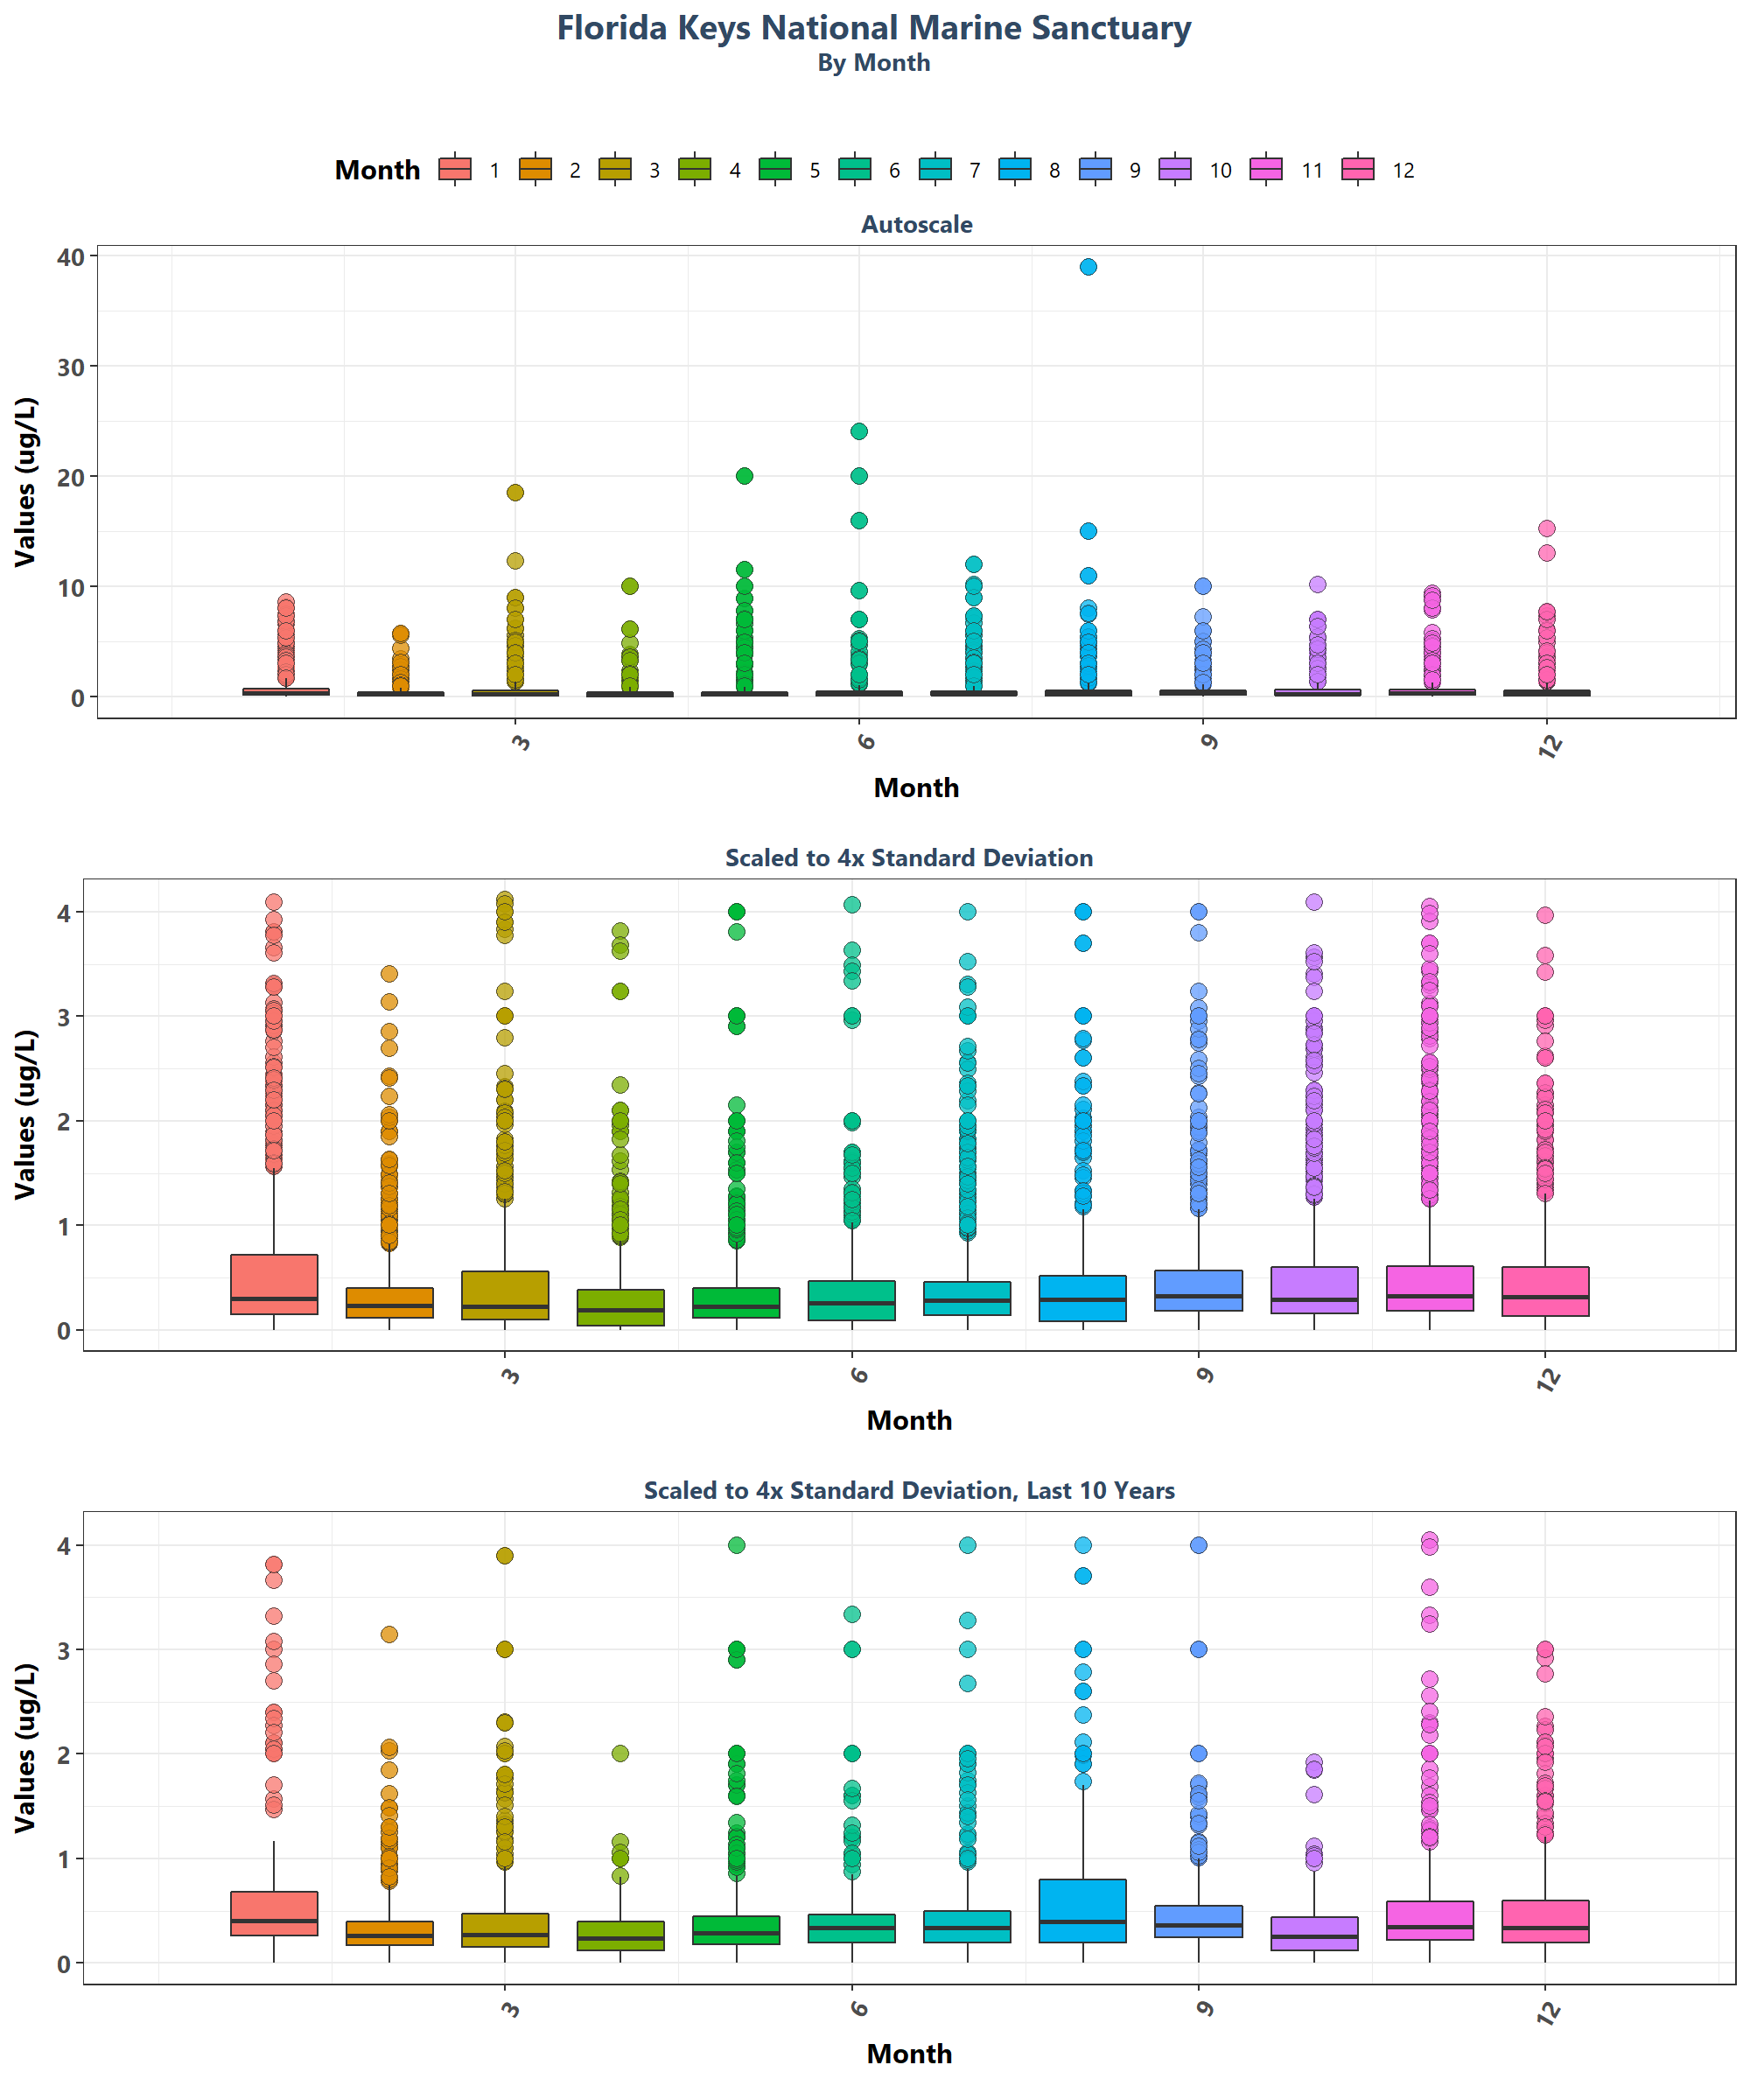 Florida Keys National Marine Sanctuary
By Month
Month 1 2 3 4 5 6 7 8 9 10 11 12
Autoscale
Values (ug/L)
40
30
20
10
0
3 6 9 12
Month
Scaled to 4x Standard Deviation
Values (ug/L)
4
3
2
1
0
3 6 9 12
Month
Scaled to 4x Standard Deviation, Last 10 Years
Values (ug/L)
4
3
2
1
0
3 6 9 12
Month